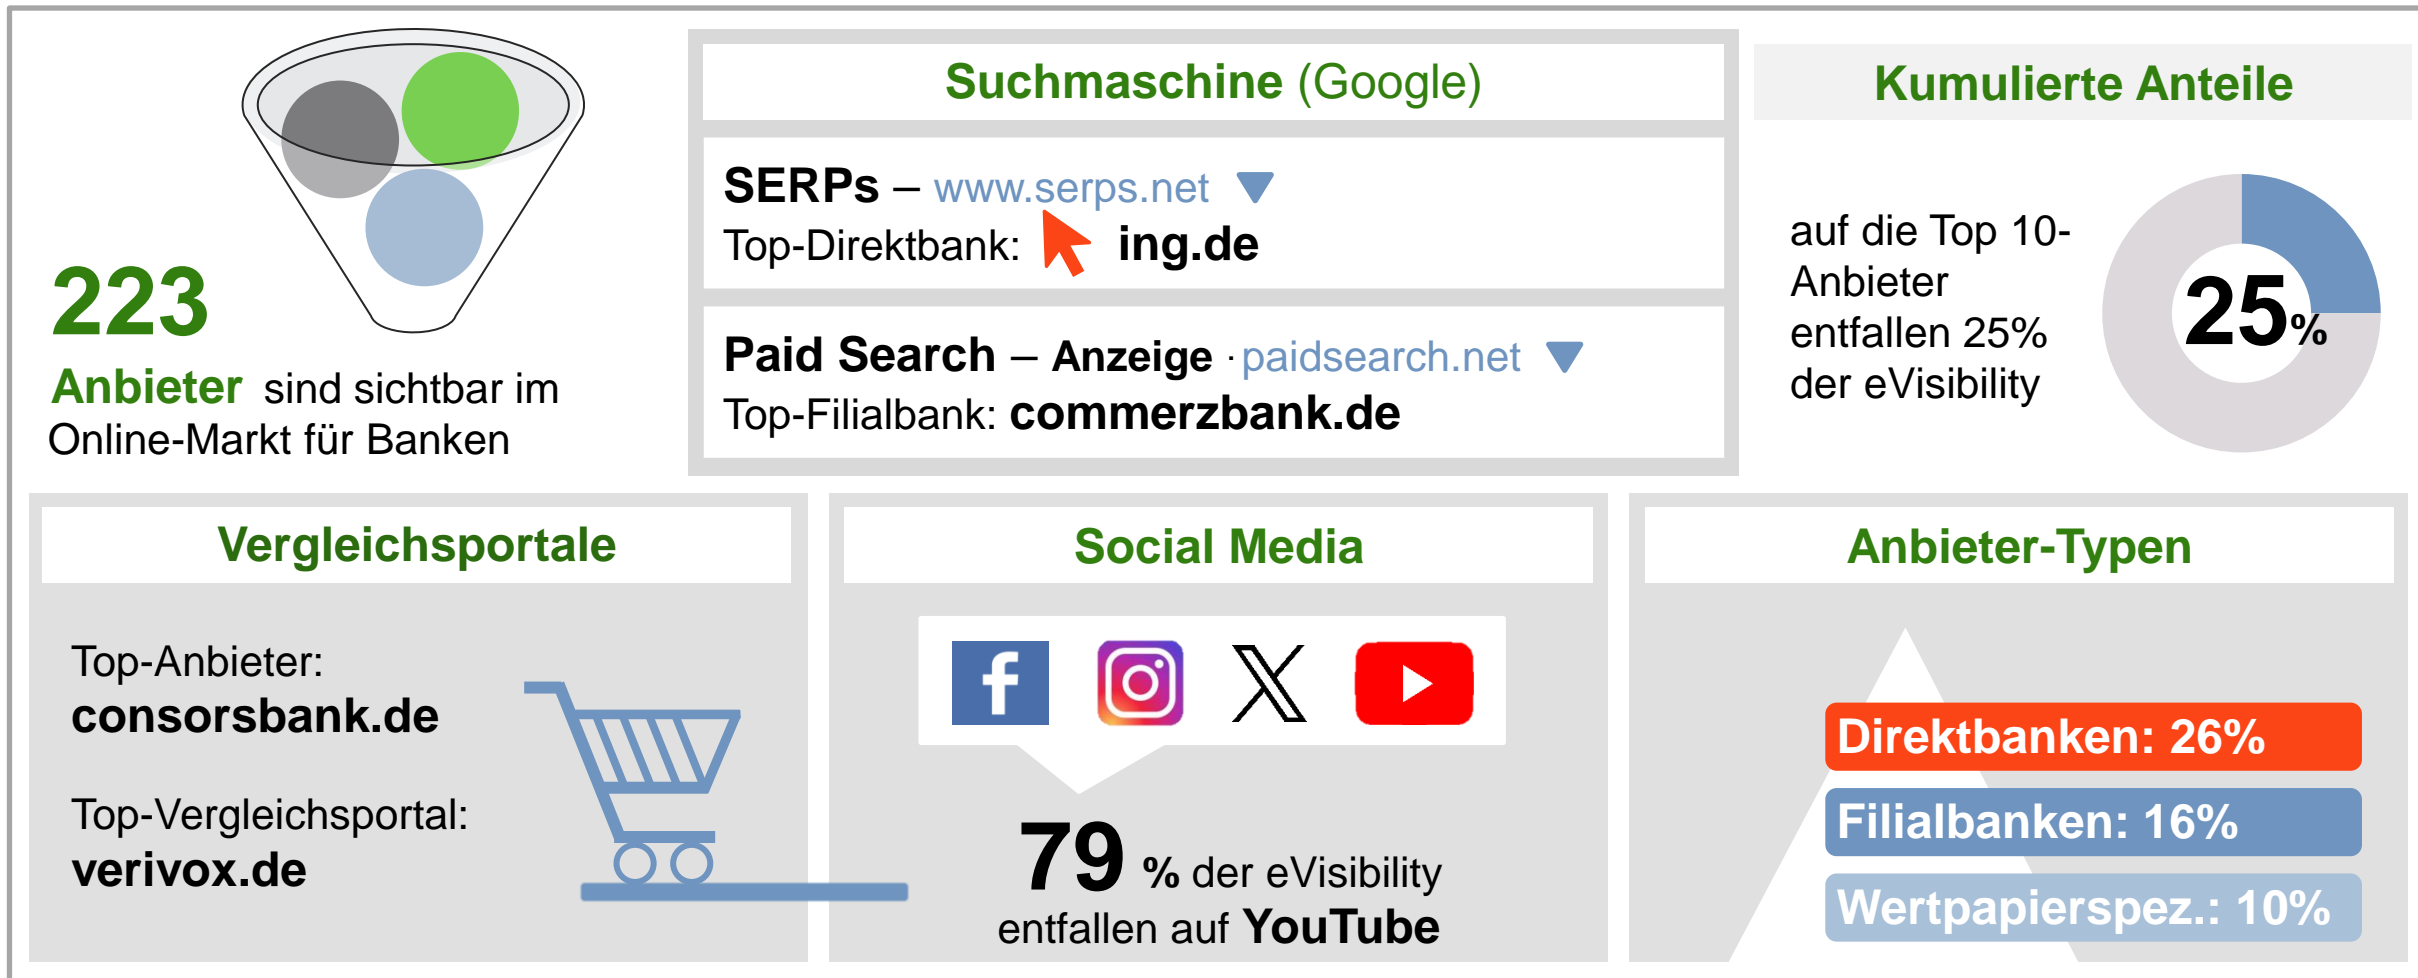 223
Anbieter sind sichtbar im
Online-Markt für Banken
Suchmaschine (Google)
SERPs – www.serps.net
Top-Direktbank: ing.de
Paid Search – Anzeige · paidsearch.net
Top-Filialbank: commerzbank.de
Kumulierte Anteile
auf die Top 10-
Anbieter
entfallen 25%
der eVisibility
25%
Vergleichsportale
Top-Anbieter:
consorsbank.de
Top-Vergleichsportal:
verivox.de
Social Media
79 % der eVisibility
entfallen auf YouTube
Anbieter-Typen
Direktbanken: 26%
Filialbanken: 16%
Wertpapierspez.: 10%